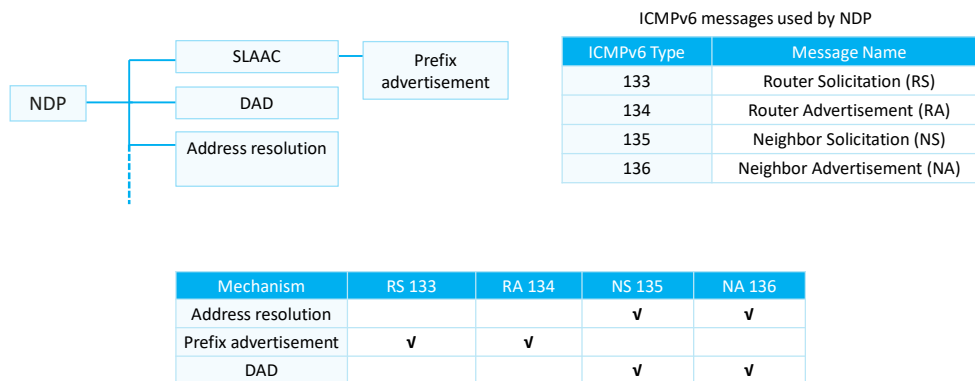 ICMPv6 messages used by NDP
NDP
SLAAC
Prefix
advertisement
DAD
Address resolution
ICMPv6 Type Message Name
133 Router Solicitation (RS)
134 Router Advertisement (RA)
135 Neighbor Solicitation (NS)
136 Neighbor Advertisement (NA)
Mechanism RS 133 RA 134 NS 135 NA 136
Address resolution √ √
Prefix advertisement √ √
DAD √ √